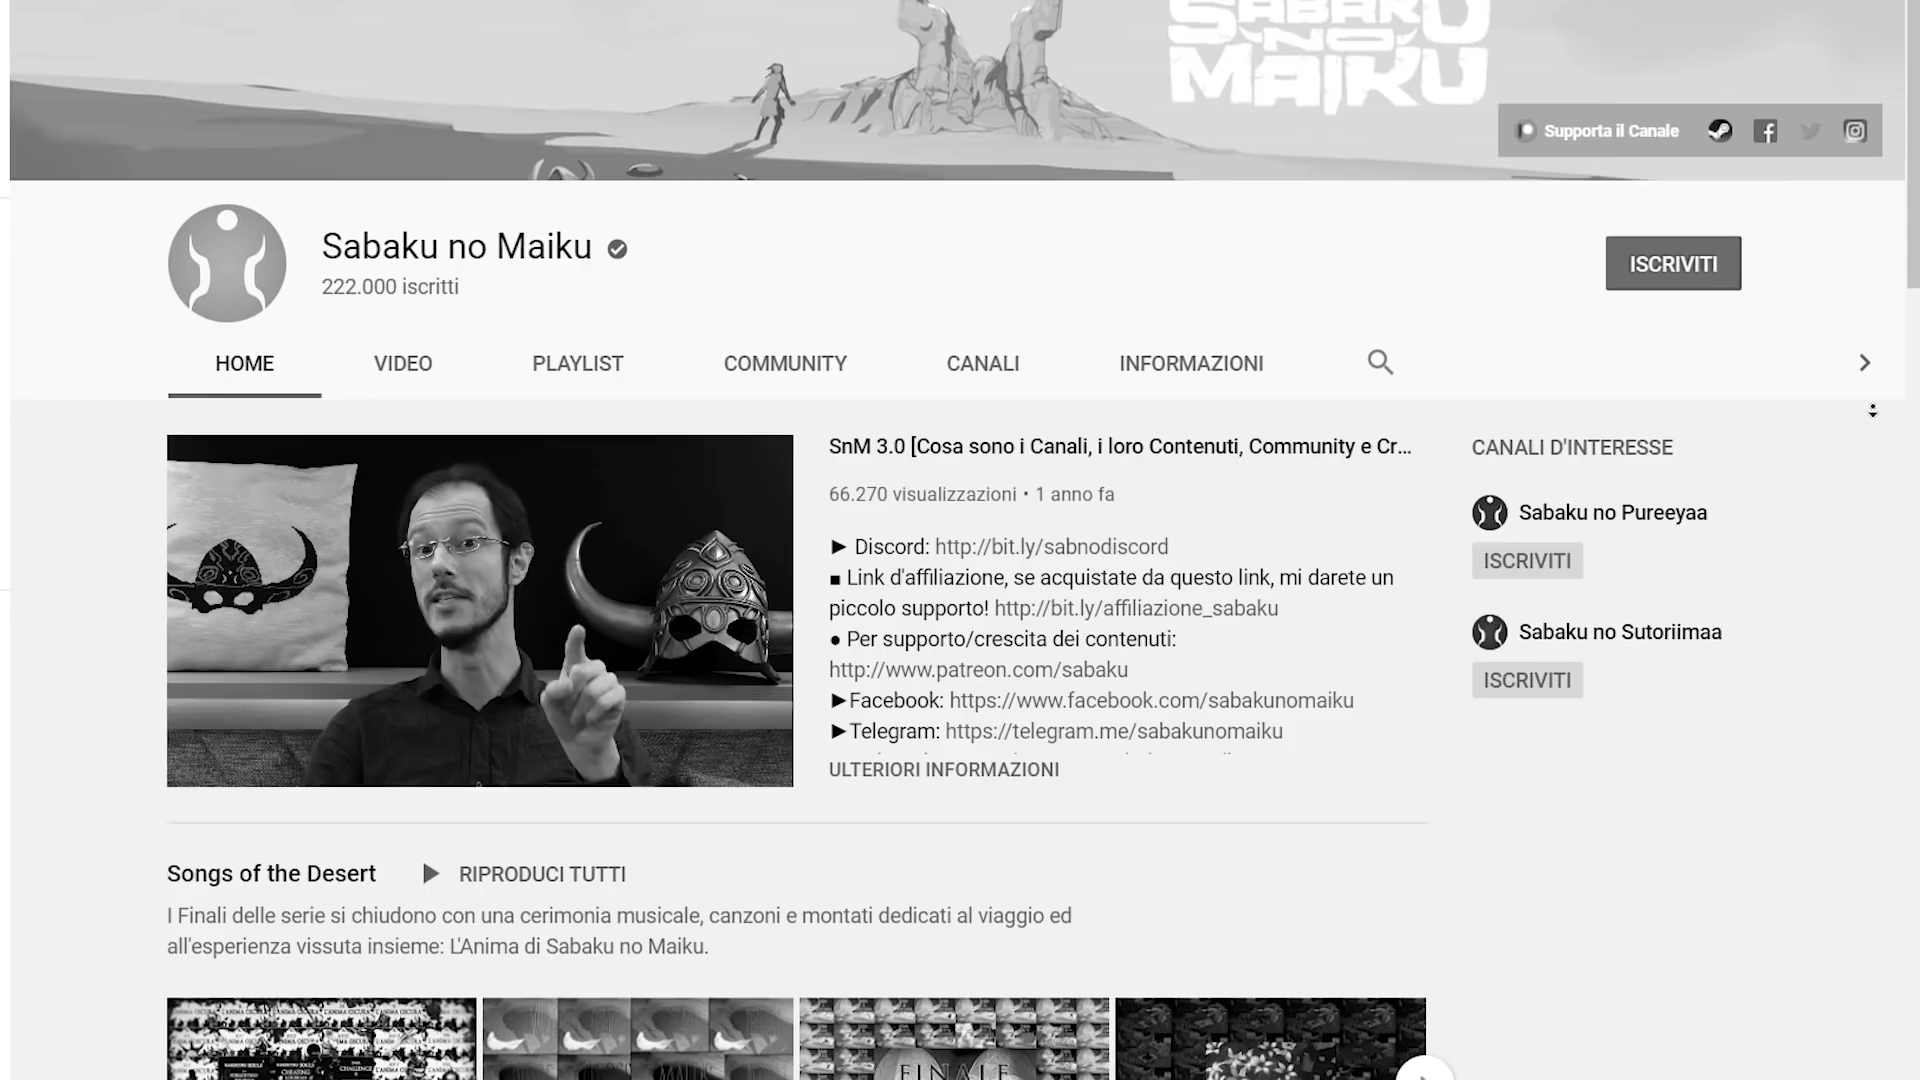 SABAKU
NO
MAIKU
Supporta il Canale
Sabaku no Maiku
222.000 iscritti
ISCRIVITI
HOME
VIDEO
PLAYLIST
COMMUNITY
CANALI
INFORMAZIONI
SnM 3.0 [Cosa sono i Canali, i loro Contenuti, Community e Cr...
66.270 visualizzazioni • 1 anno fa
► Discord: http://bit.ly/sabnodiscord
■ Link d'affiliazione, se acquistate da questo link, mi darete un
piccolo supporto! http://bit.ly/affiliazione_sabaku
● Per supporto/crescita dei contenuti:
http://www.patreon.com/sabaku
►Facebook: https://www.facebook.com/sabakunomaiku
►Telegram: https://telegram.me/sabakunomaiku
ULTERIORI INFORMAZIONI
CANALI D'INTERESSE
Sabaku no Pureeyaa
ISCRIVITI
Sabaku no Sutoriimaa
ISCRIVITI
Songs of the Desert
RIPRODUCI TUTTI
I Finali delle serie si chiudono con una cerimonia musicale, canzoni e montati dedicati al viaggio ed
all'esperienza vissuta insieme: L'Anima di Sabaku no Maiku.
FINALE